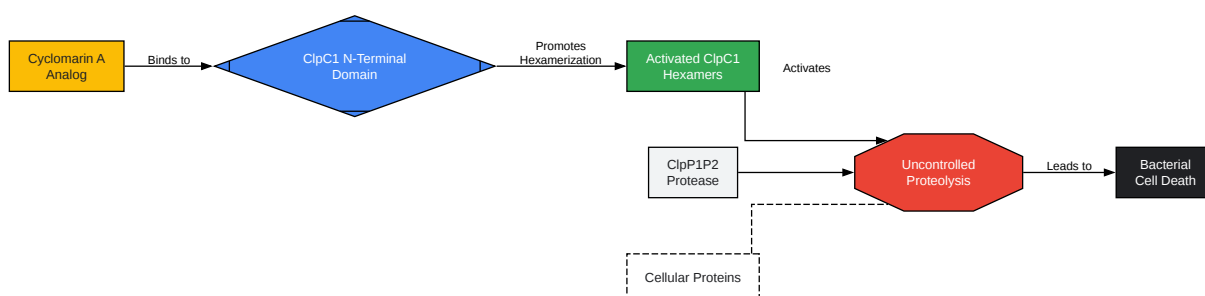 Cyclomarin A
Analog
Binds to
ClpC1 N-Terminal
Domain
Promotes
Hexamerization
Activated ClpC1
Hexamers
Activates
ClpP1P2
Protease
Uncontrolled
Proteolysis
Leads to
Bacterial
Cell Death
Cellular Proteins